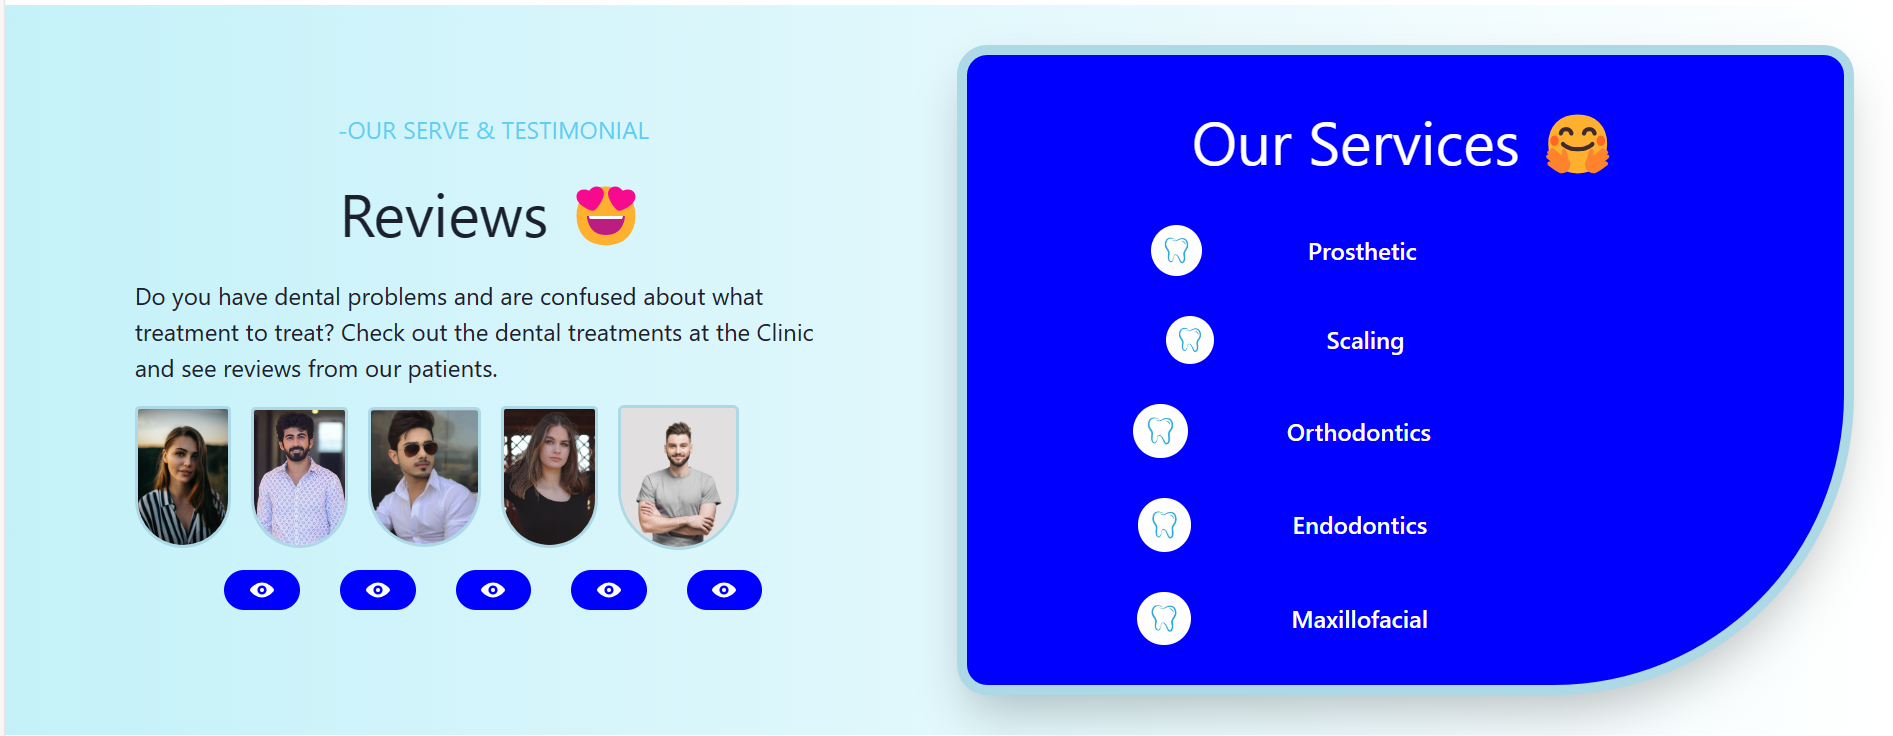 -OUR SERVE & TESTIMONIAL
Reviews 😍
Do you have dental problems and are confused about what
treatment to treat? Check out the dental treatments at the Clinic
and see reviews from our patients.
Our Services 🤗
Prosthetic
Scaling
Orthodontics
Endodontics
Maxillofacial